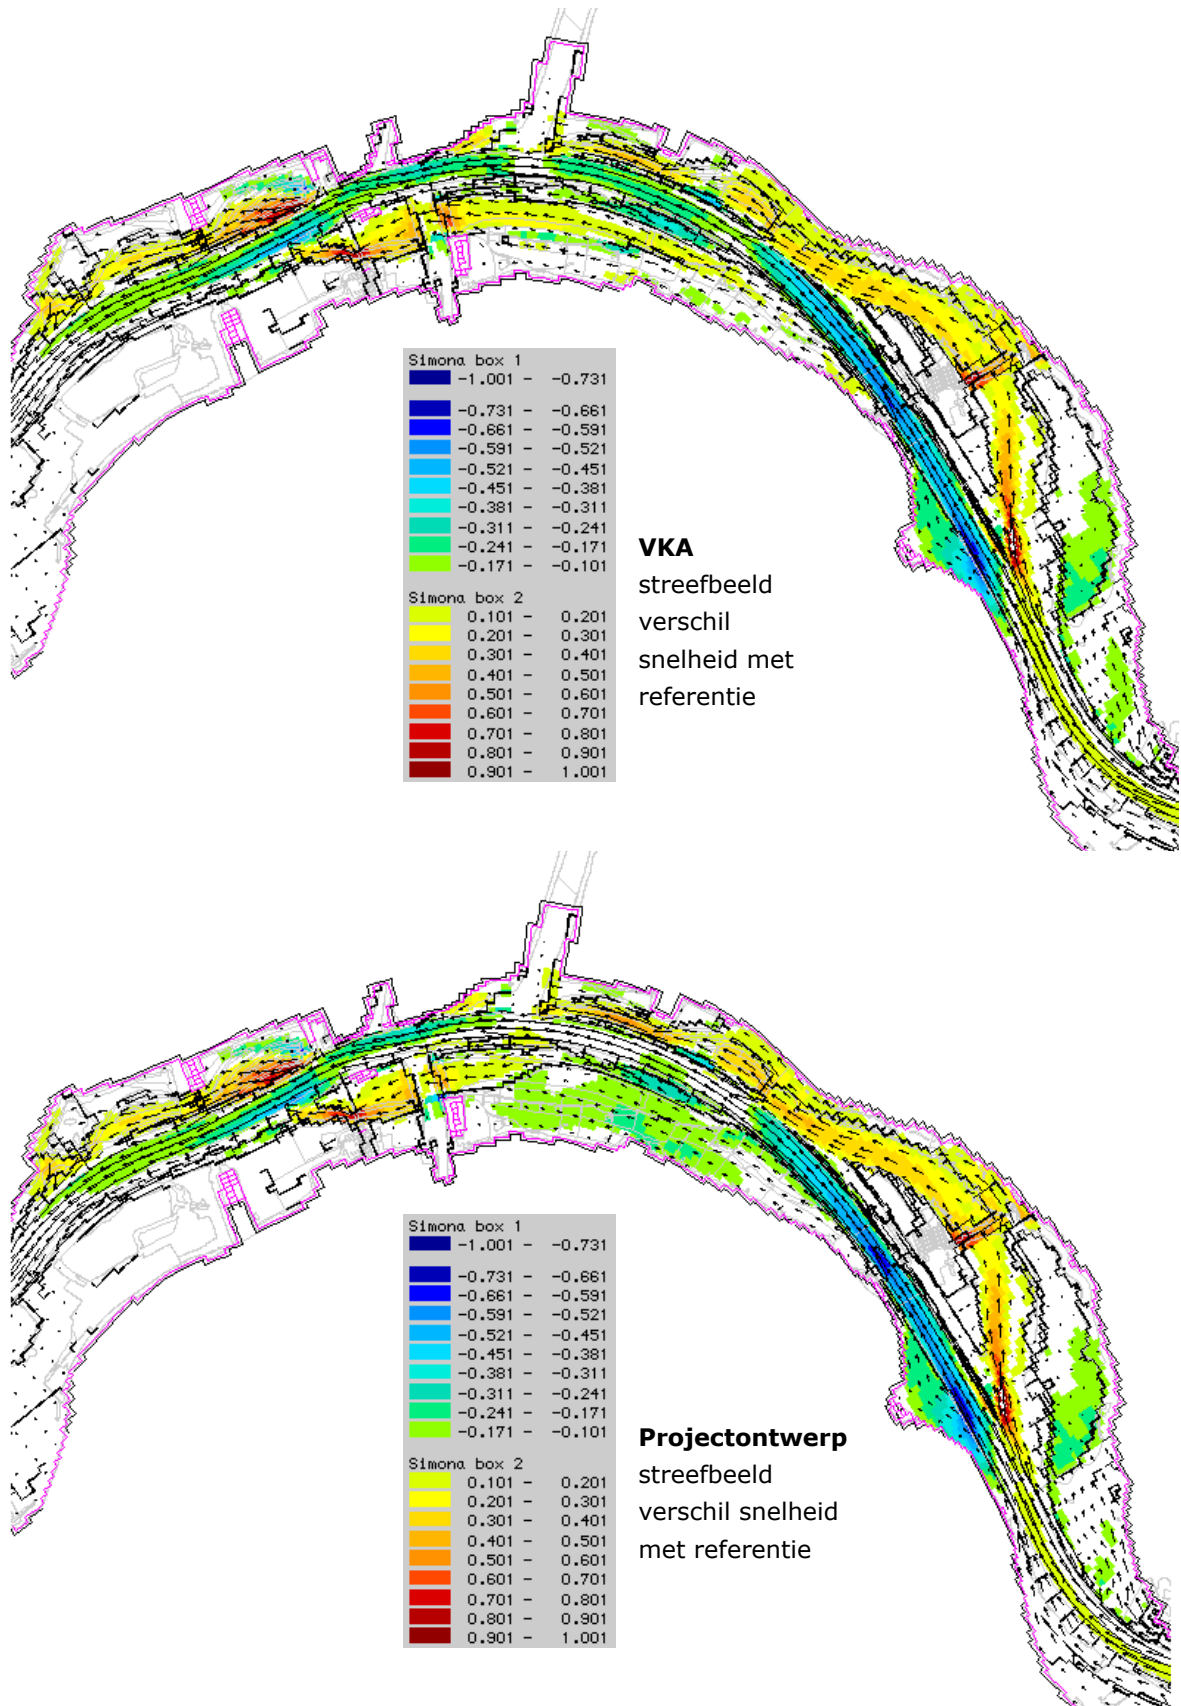 Simona box 1
-1.001 - -0.731
-0.731 - -0.661
-0.661 - -0.591
-0.591 - -0.521
-0.521 - -0.451
-0.451 - -0.381
-0.381 - -0.311
-0.311 - -0.241
-0.241 - -0.171
-0.171 - -0.101
Simona box 2
0.101 - 0.201
0.201 - 0.301
0.301 - 0.401
0.401 - 0.501
0.501 - 0.601
0.601 - 0.701
0.701 - 0.801
0.801 - 0.901
0.901 - 1.001
VKA
streefbeeld
verschil
snelheid met
referentie
Simona box 1
-1.001 - -0.731
-0.731 - -0.661
-0.661 - -0.591
-0.591 - -0.521
-0.521 - -0.451
-0.451 - -0.381
-0.381 - -0.311
-0.311 - -0.241
-0.241 - -0.171
-0.171 - -0.101
Simona box 2
0.101 - 0.201
0.201 - 0.301
0.301 - 0.401
0.401 - 0.501
0.501 - 0.601
0.601 - 0.701
0.701 - 0.801
0.801 - 0.901
0.901 - 1.001
Projectontwerp
streefbeeld
verschil snelheid
met referentie